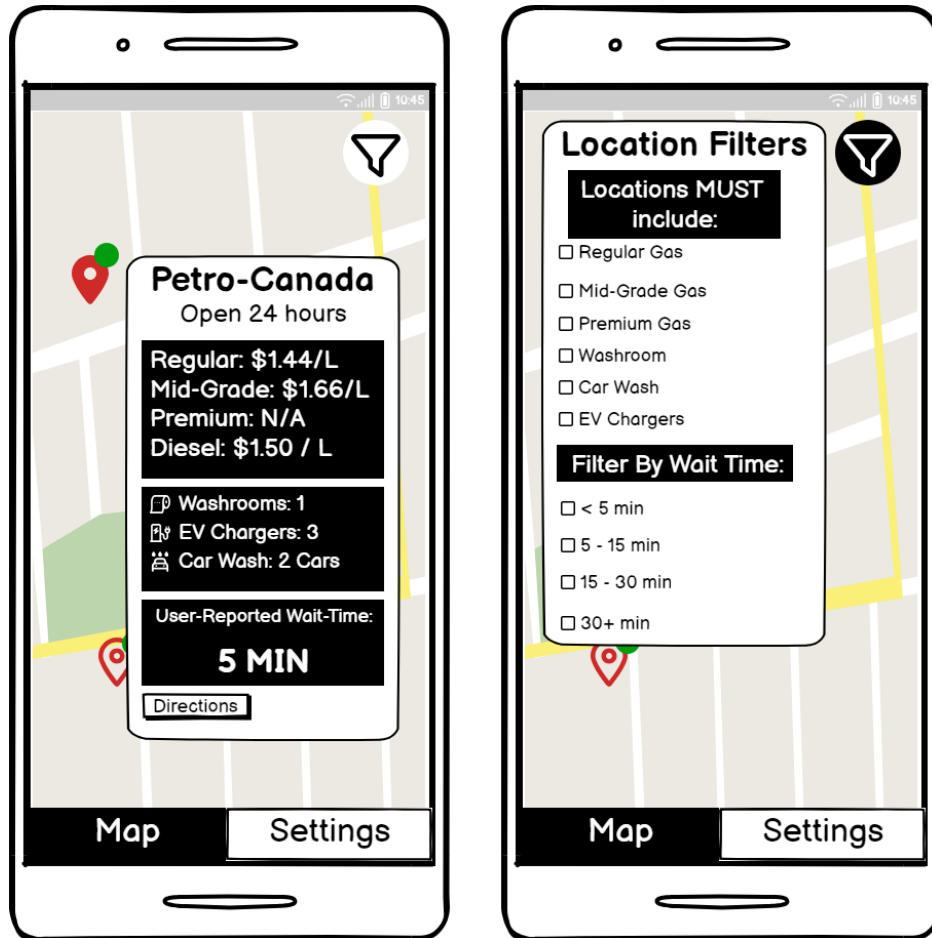 10:45
Petro-Canada
Open 24 hours
Regular: $1.44/L
Mid-Grade: $1.66/L
Premium: N/A
Diesel: $1.50 / L
Washrooms: 1
EV Chargers: 3
Car Wash: 2 Cars
User-Reported Wait-Time:
5 MIN
Directions
Map
Settings
10:45
Location Filters
Locations MUST
include:
Regular Gas
Mid-Grade Gas
Premium Gas
Washroom
Car Wash
EV Chargers
Filter By Wait Time:
< 5 min
5 - 15 min
15 - 30 min
30+ min
Map
Settings